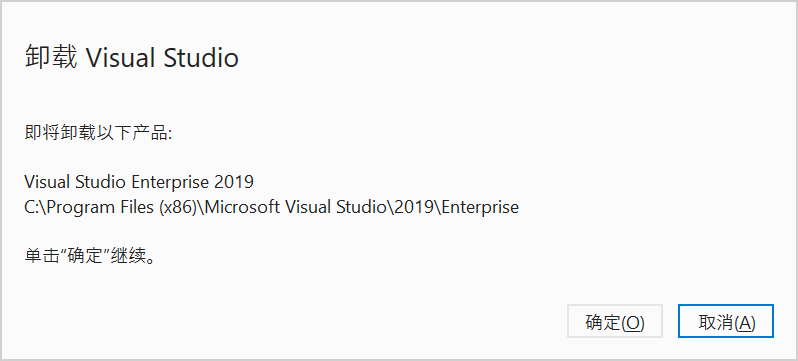 卸载 Visual Studio
即将卸载以下产品:
Visual Studio Enterprise 2019
C:\Program Files (x86)\Microsoft Visual Studio\2019\Enterprise
单击“确定”继续。
确定(O)
取消(A)